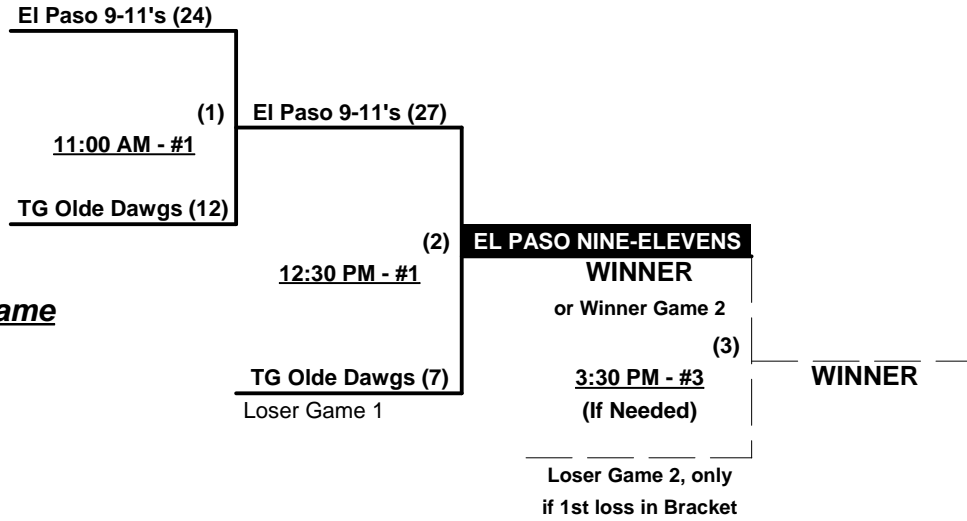 El Paso 9-11's (24)
(1)
11:00 AM - #1
TG Olde Dawgs (12)
El Paso 9-11's (27)
(2)
12:30 PM - #1
TG Olde Dawgs (7)
Loser Game 1
EL PASO NINE-ELEVENS
WINNER
or Winner Game 2
(3)
3:30 PM - #3
(If Needed)
Loser Game 2, only
if 1st loss in Bracket
WINNER
ame